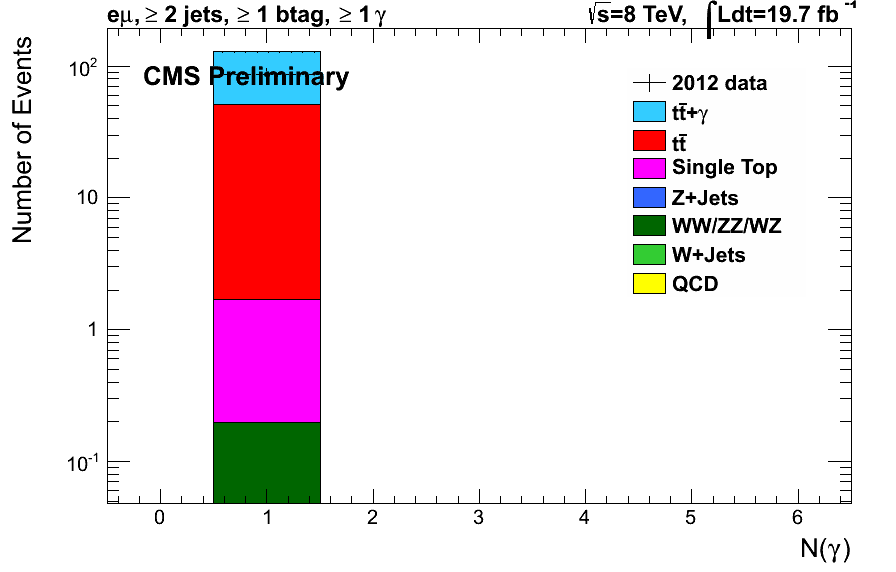 eμ, ≥ 2 jets, ≥ 1 btag, ≥ 1 γ
√s=8 TeV, ∫Ldt=19.7 fb⁻¹
Number of Events
10²
10
1
10⁻¹
CMS Preliminary
2012 data
tt̄+γ
tt̄
Single Top
Z+Jets
WW/ZZ/WZ
W+Jets
QCD
0 1 2 3 4 5 6
N(γ)